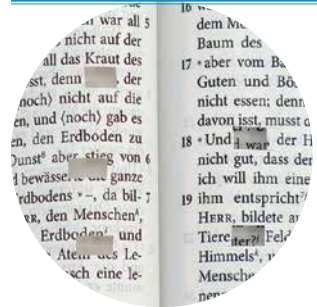 war all 5
nicht auf der
all das Kraut des
denn , der
⟨noch⟩ nicht auf die
en, und ⟨noch⟩ gab es
en, den Erdboden zu
Dunst⁸ aber stieg von 6
bewässerte die ganze
rdbodens *–, da bil- 7
RR, den Menschen
Erdboden und
Atem des Le-
sch eine le-
16
dem
Baum des
17 * aber vom
Guten und Bö
nicht essen; denn
davon isst, musst d
18 * Und der H
nicht gut, dass der
ich will ihm eine
19 ihm entspricht
HERR, bildete a
Tiere Feld
Himmels
Mensche